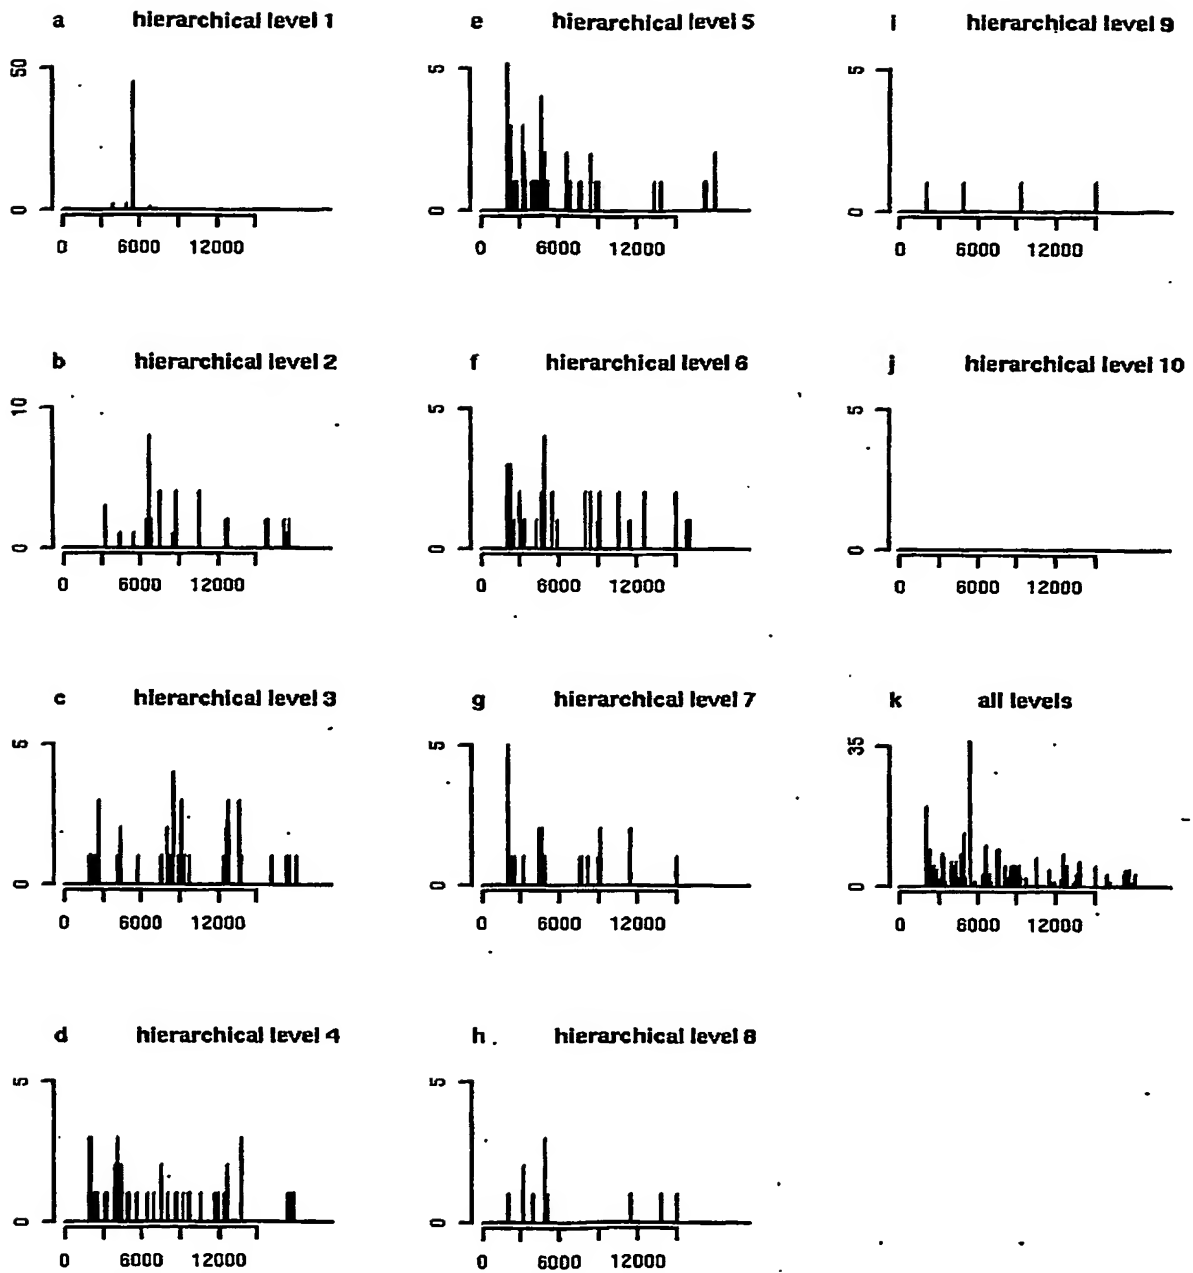 a hierarchical level 1
50
0
0 6000 12000
b hierarchical level 2
10
0
0 6000 12000
c hierarchical level 3
5
0
0 6000 12000
d hierarchical level 4
5
0
0 6000 12000
e hierarchical level 5
5
0
0 6000 12000
f hierarchical level 6
5
0
0 6000 12000
g hierarchical level 7
5
0
0 6000 12000
h hierarchical level 8
5
0
0 6000 12000
i hierarchical level 9
5
0
0 6000 12000
j hierarchical level 10
5
0
0 6000 12000
k all levels
35
0
0 6000 12000